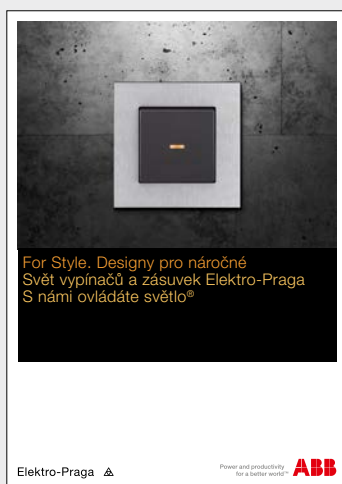 For Style. Designy pro náročné
Svět vypínačů a zásuvek Elektro-Praga
S námi ovládáte světlo®
Elektro-Praga
Power and productivity
for a better world™
ABB